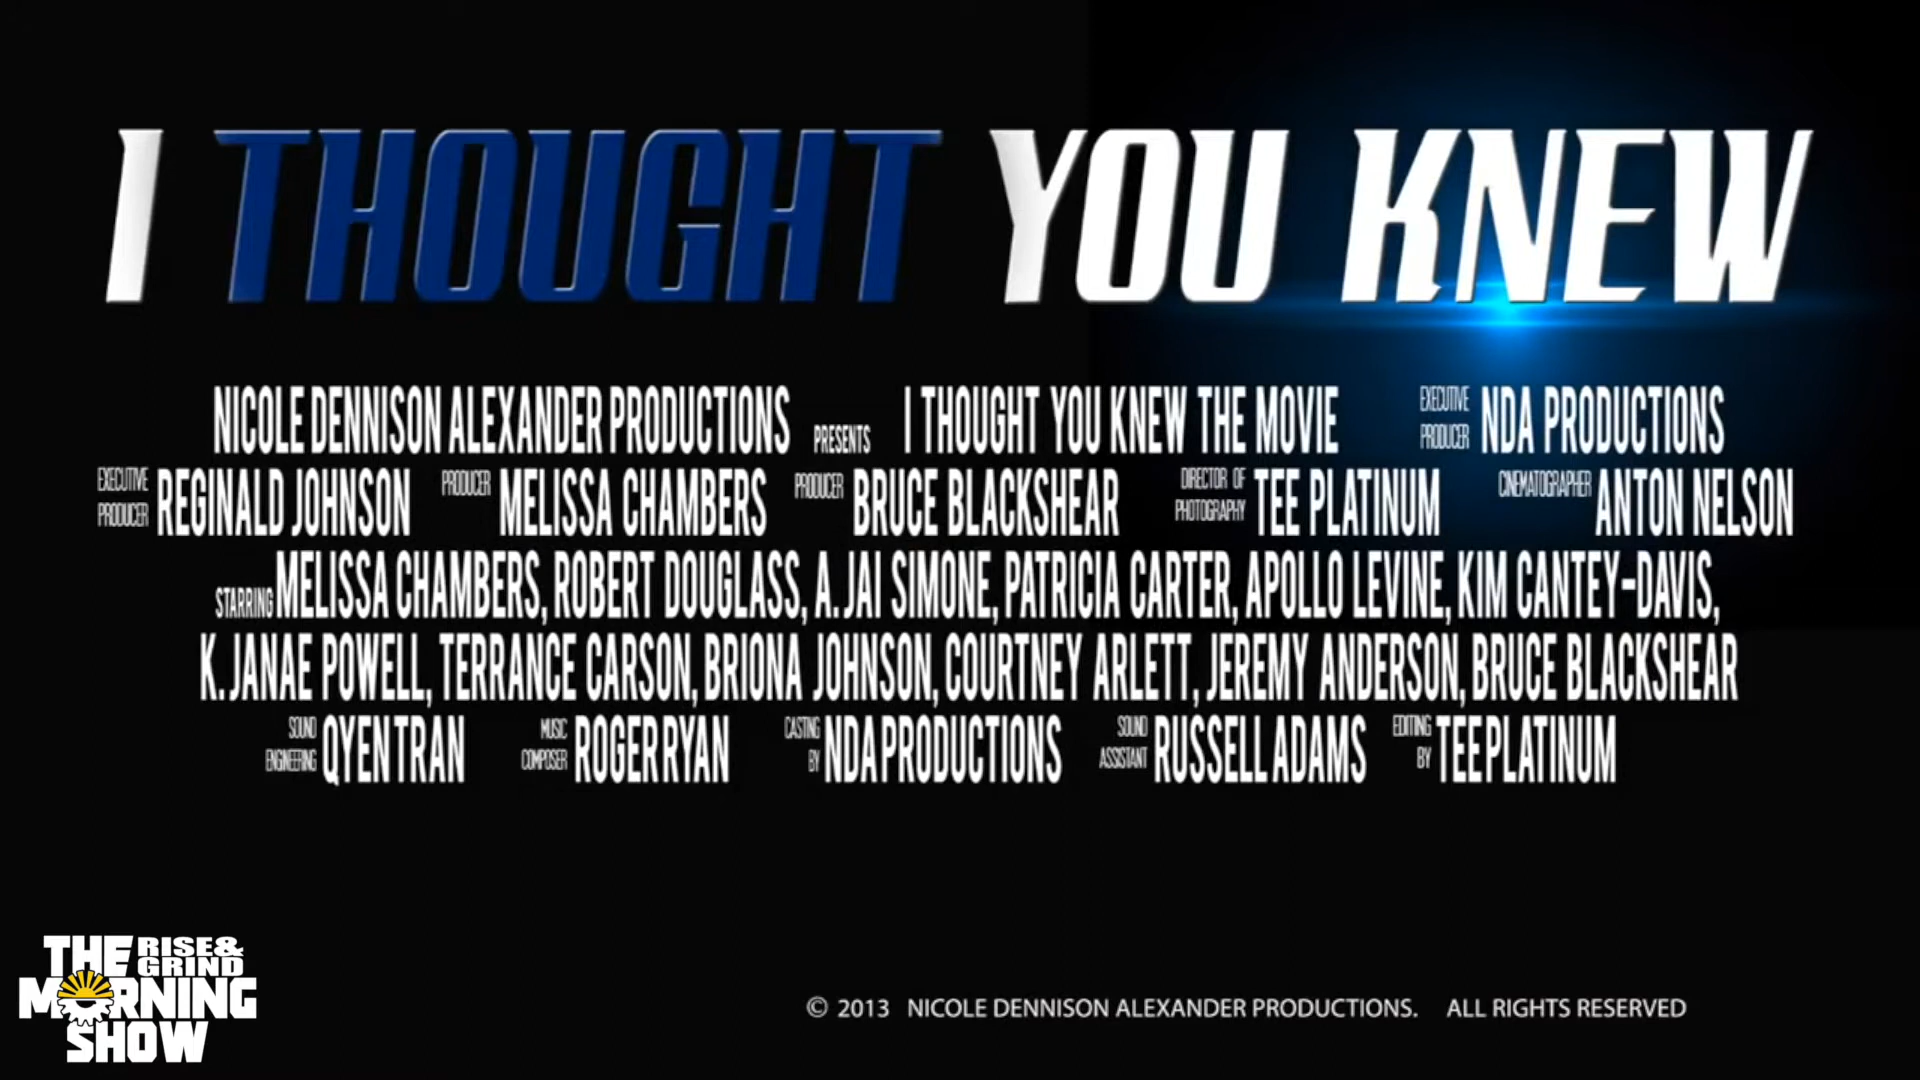 I THOUGHT YOU KNEW
NICOLE DENNISON ALEXANDER PRODUCTIONS PRESENTS I THOUGHT YOU KNEW THE MOVIE EXECUTIVE PRODUCER NDA PRODUCTIONS
EXECUTIVE PRODUCER REGINALD JOHNSON PRODUCER MELISSA CHAMBERS PRODUCER BRUCE BLACKSHEAR DIRECTOR OF PHOTOGRAPHY TEE PLATINUM CINEMATOGRAPHER ANTON NELSON
STARRING MELISSA CHAMBERS, ROBERT DOUGLASS, A. JAI SIMONE, PATRICIA CARTER, APOLLO LEVINE, KIM CANTEY-DAVIS,
K. JANAE POWELL, TERRANCE CARSON, BRIONA JOHNSON, COURTNEY ARLETT, JEREMY ANDERSON, BRUCE BLACKSHEAR
SOUND ENGINEERING QYEN TRAN MUSIC COMPOSER ROGER RYAN CASTING BY NDA PRODUCTIONS SOUND ASSISTANT RUSSELL ADAMS EDITING BY TEE PLATINUM
THE RISE & GRIND
MORNING
SHOW
© 2013 NICOLE DENNISON ALEXANDER PRODUCTIONS. ALL RIGHTS RESERVED